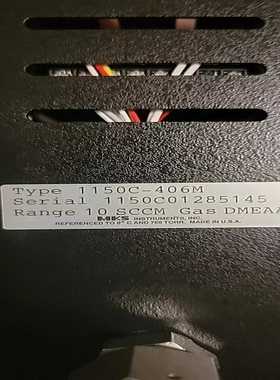 Type 1150C-406M
Serial 1150C01285145
Range 10 SCCM Gas DMEAA
MKS INSTRUMENTS, INC.
REFERENCED TO 0° C AND 760 TORR. MADE IN U.S.A.